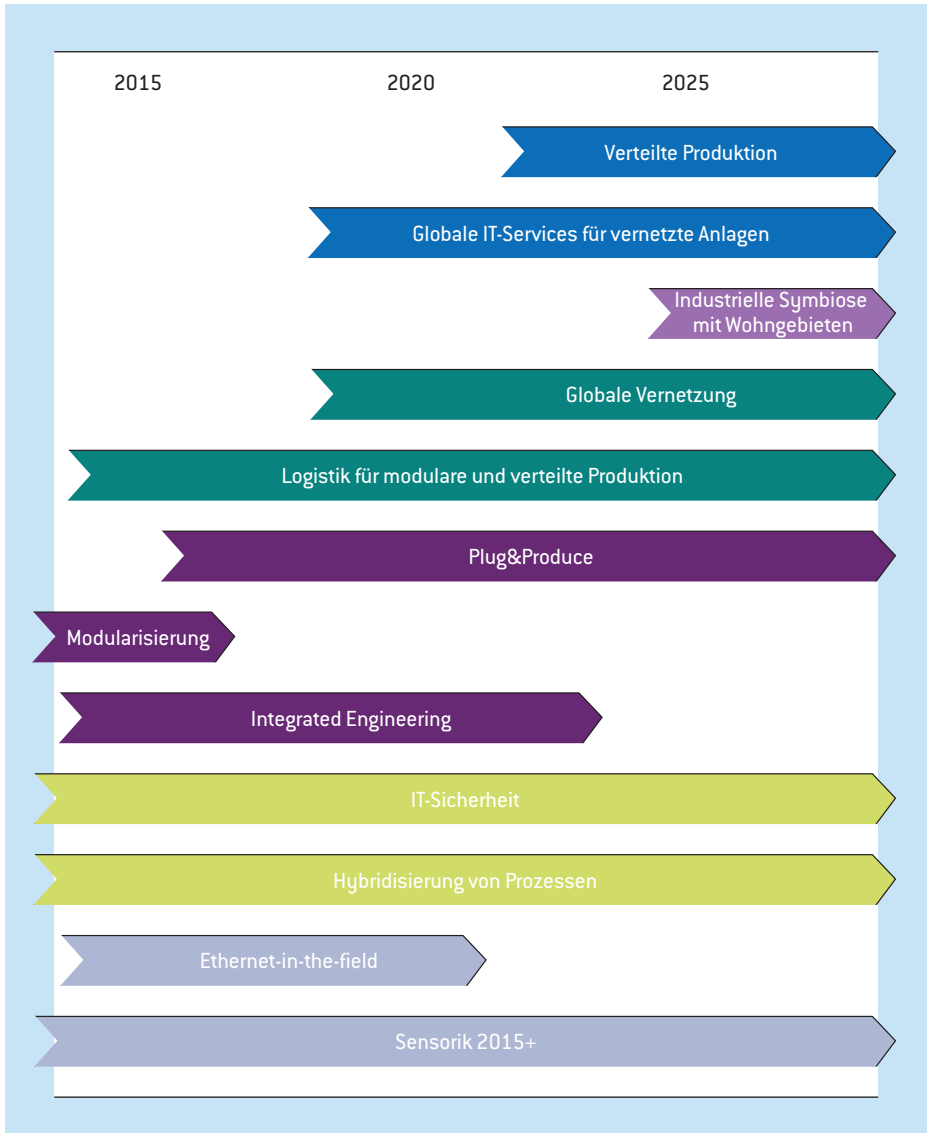 2015 2020 2025
Verteilte Produktion
Globale IT-Services für vernetzte Anlagen
Industrielle Symbiose
mit Wohngebieten
Globale Vernetzung
Logistik für modulare und verteilte Produktion
Plug&Produce
Modularisierung
Integrated Engineering
IT-Sicherheit
Hybridisierung von Prozessen
Ethernet-in-the-field
Sensorik 2015+